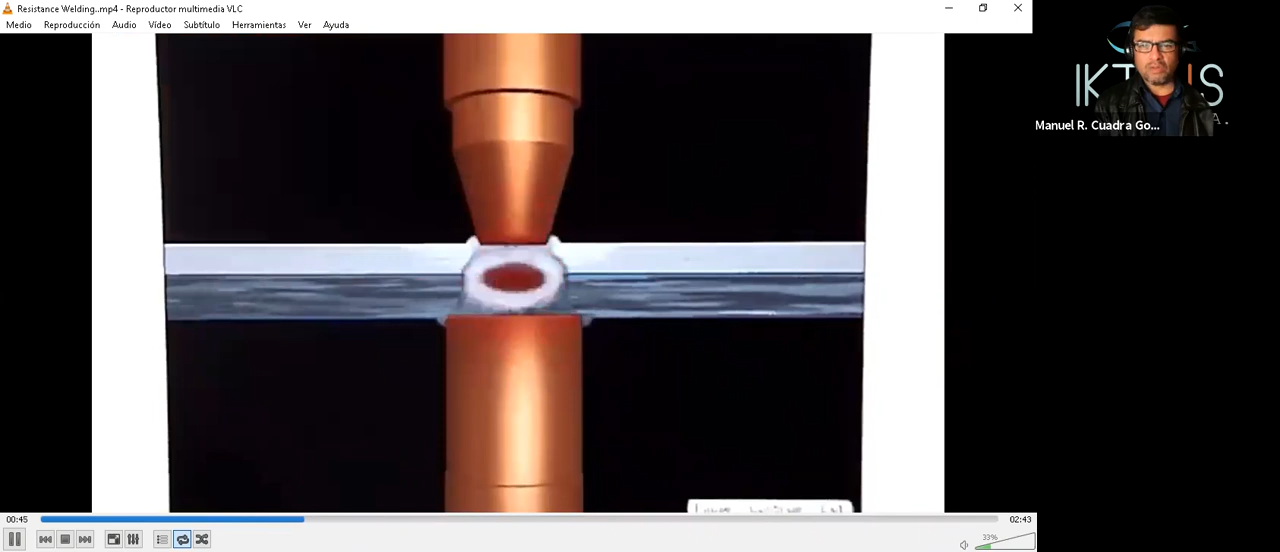 Resistance Welding..mp4 - Reproductor multimedia VLC
Medio Reproducción Audio Vídeo Subtítulo Herramientas Ver Ayuda
Manuel R. Cuadra Go...
00:45
02:43
33%